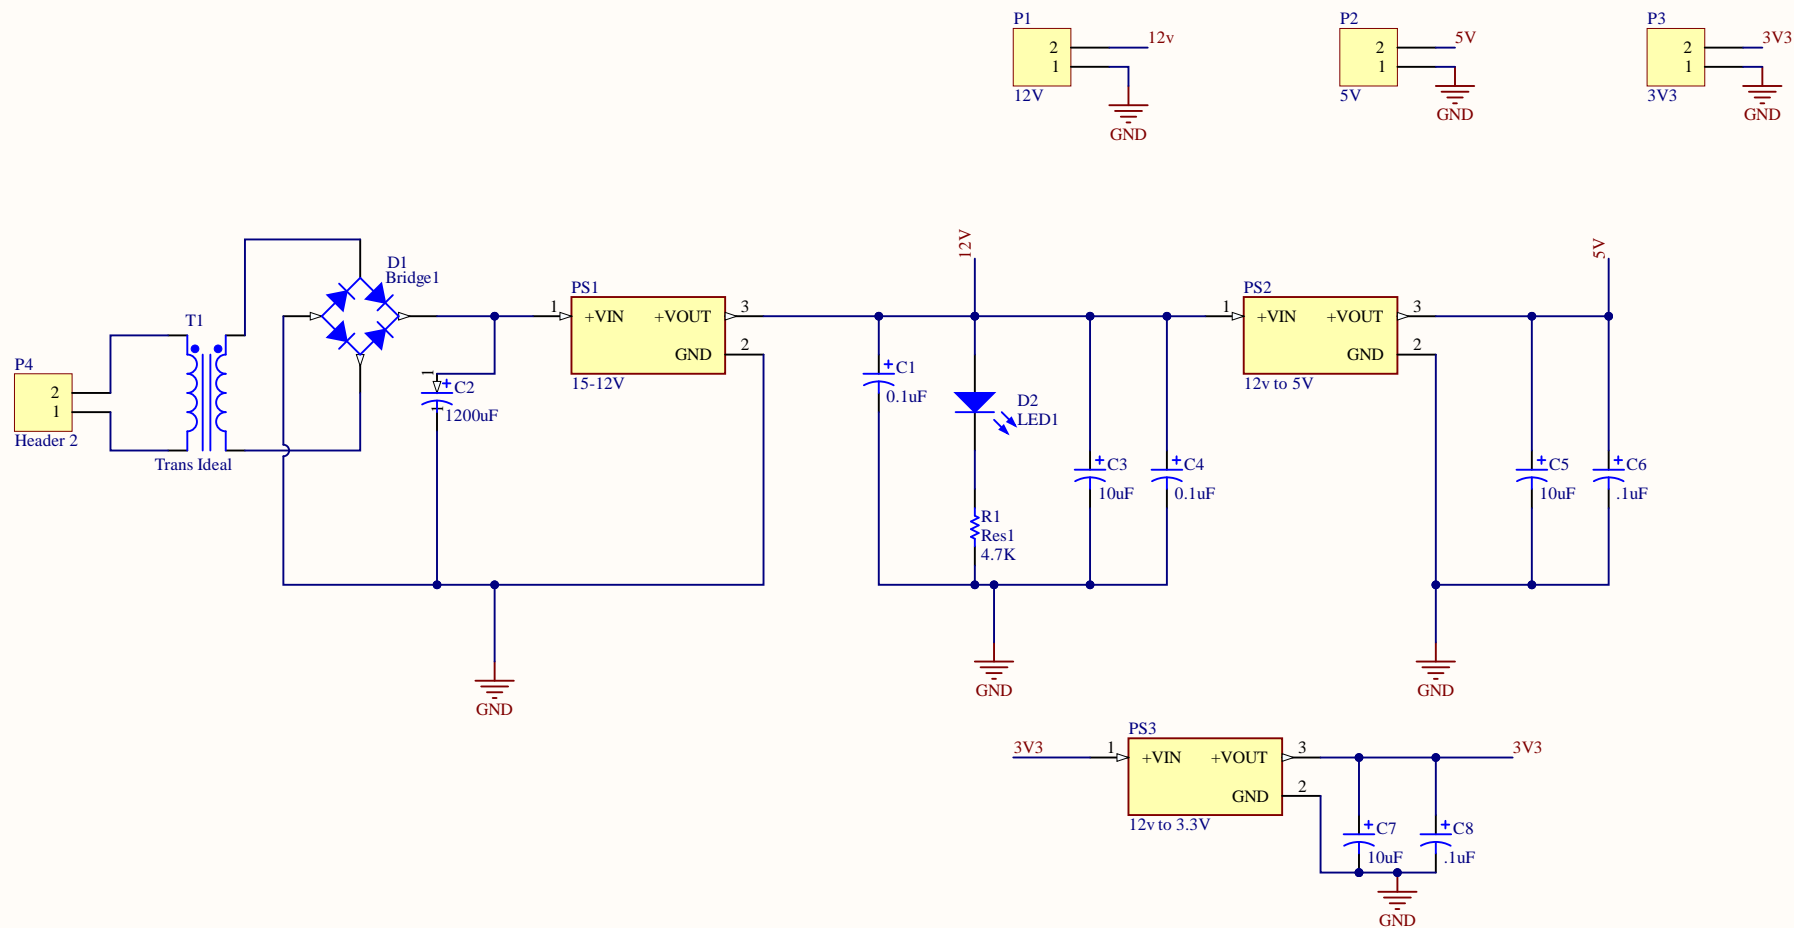 P1
2
1
12V
12v
GND
P2
2
1
5V
5V
GND
P3
2
1
3V3
3V3
GND
P4
2
1
Header 2
T1
Trans Ideal
D1
Bridge1
1
C2
1
1200uF
PS1
1
+VIN
+VOUT
3
GND
2
15-12V
GND
12V
C1
0.1uF
D2
LED1
R1
Res1
4.7K
C3
10uF
C4
0.1uF
GND
PS2
1
+VIN
+VOUT
3
GND
2
12v to 5V
5V
C5
10uF
C6
.1uF
GND
3V3
PS3
1
+VIN
+VOUT
3
GND
2
12v to 3.3V
3V3
C7
10uF
C8
.1uF
GND